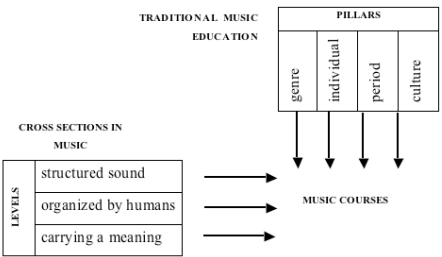 TRADITIONAL MUSIC
EDUCATION
PILLARS
genre
individual
period
culture
CROSS SECTIONS IN
MUSIC
LEVELS
structured sound
organized by humans
carrying a meaning
MUSIC COURSES